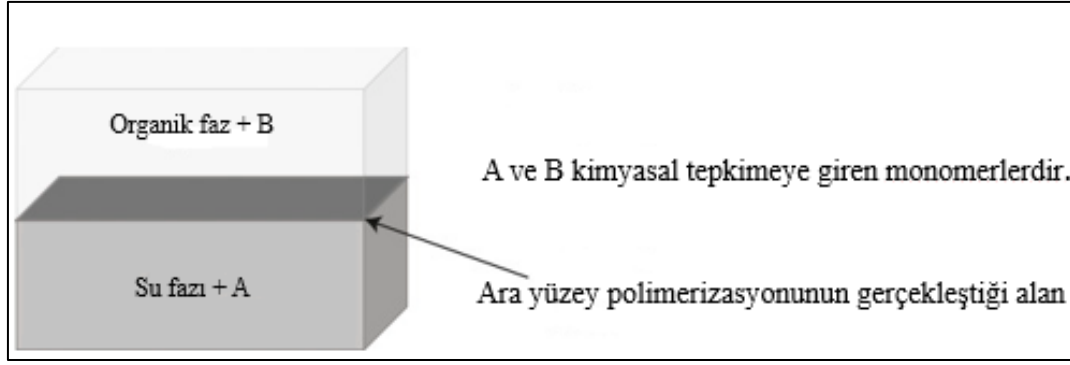 Organik faz + B
A ve B kimyasal tepkimeye giren monomerlerdir.
Su fazı + A
Ara yüzey polimerizasyonunun gerçekleştiği alan